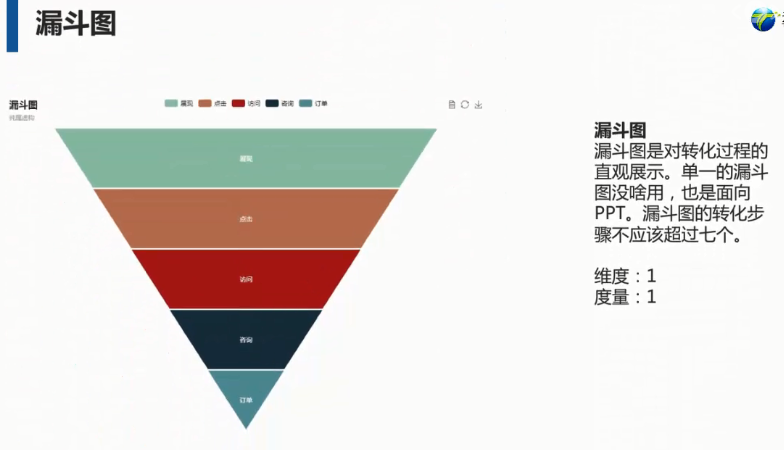 漏斗图
漏斗图
纯属虚构
展现 点击 访问 咨询 订单
展现
点击
访问
咨询
订单
漏斗图
漏斗图是对转化过程的
直观展示。单一的漏斗
图没啥用，也是面向
PPT。漏斗图的转化步
骤不应该超过七个。
维度：1
度量：1